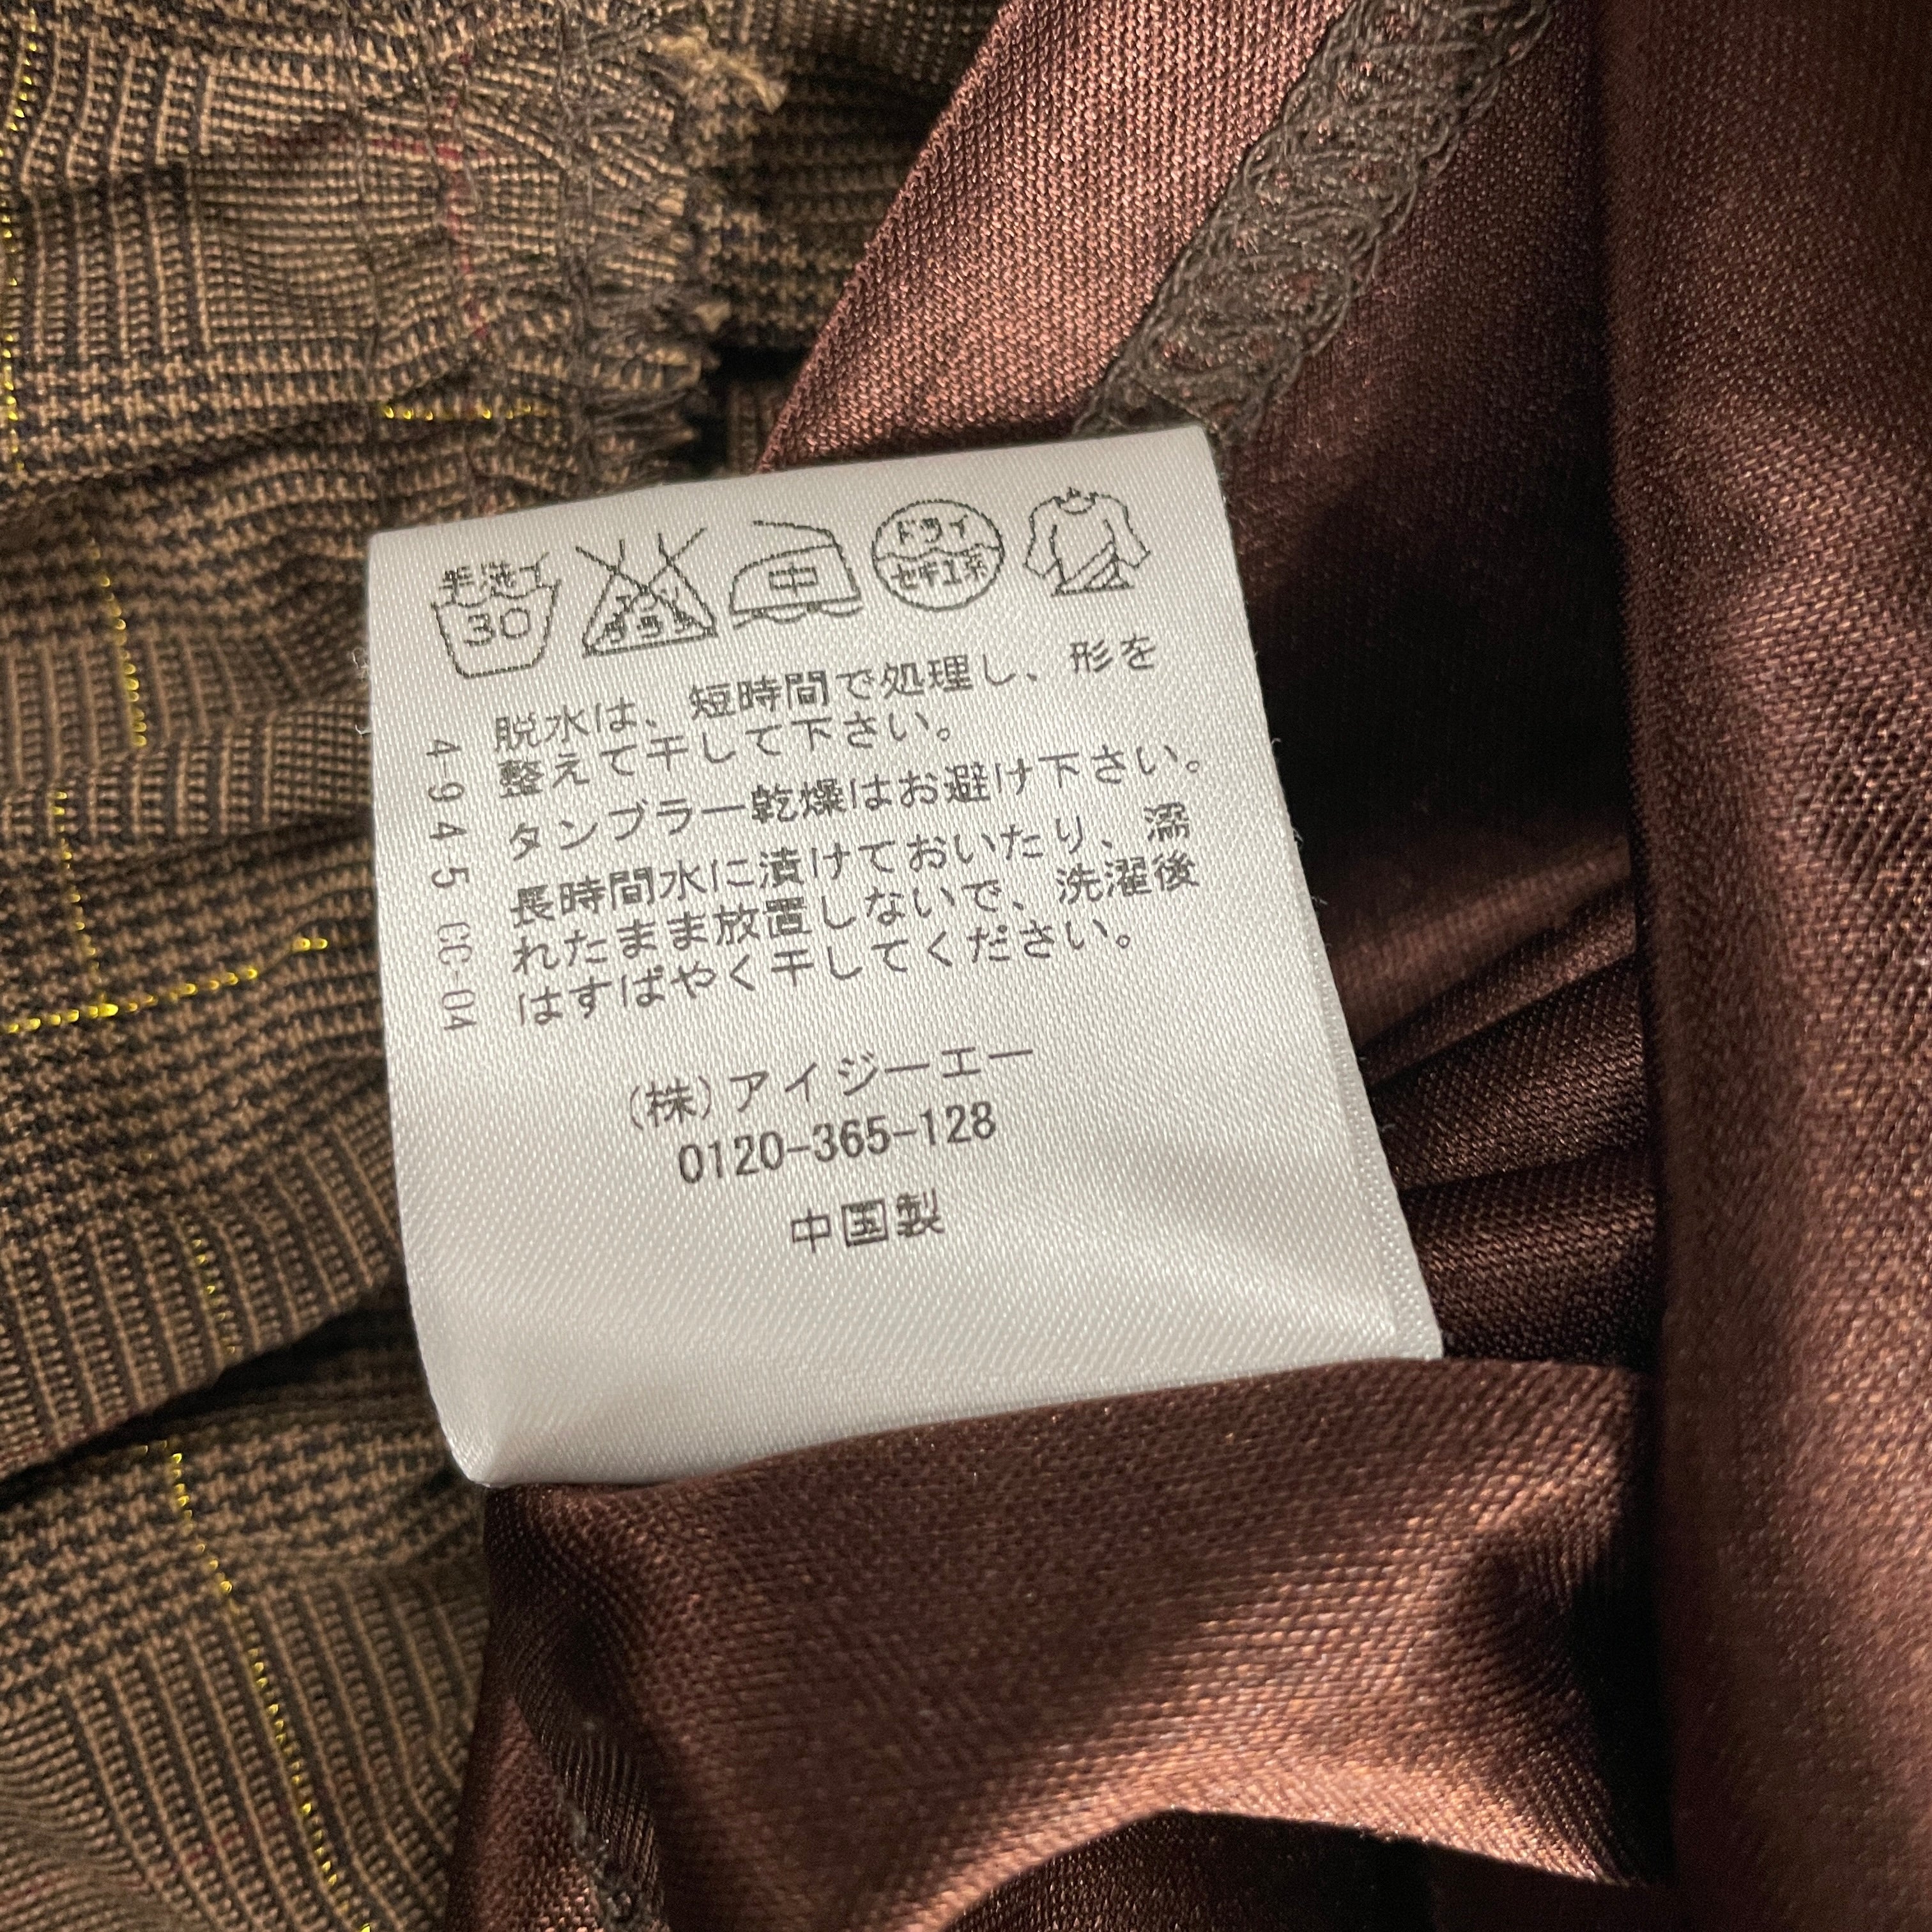 手洗イ
30
中
ドライ
セキユ系
脱水は、短時間で処理し、形を
整えて干して下さい。
タンブラー乾燥はお避け下さい。
長時間水に漬けておいたり、濡
れたまま放置しないで、洗濯後
はすばやく干してください。
4-945 CC-04
(株)アイジーエー
0120-365-128
中国製